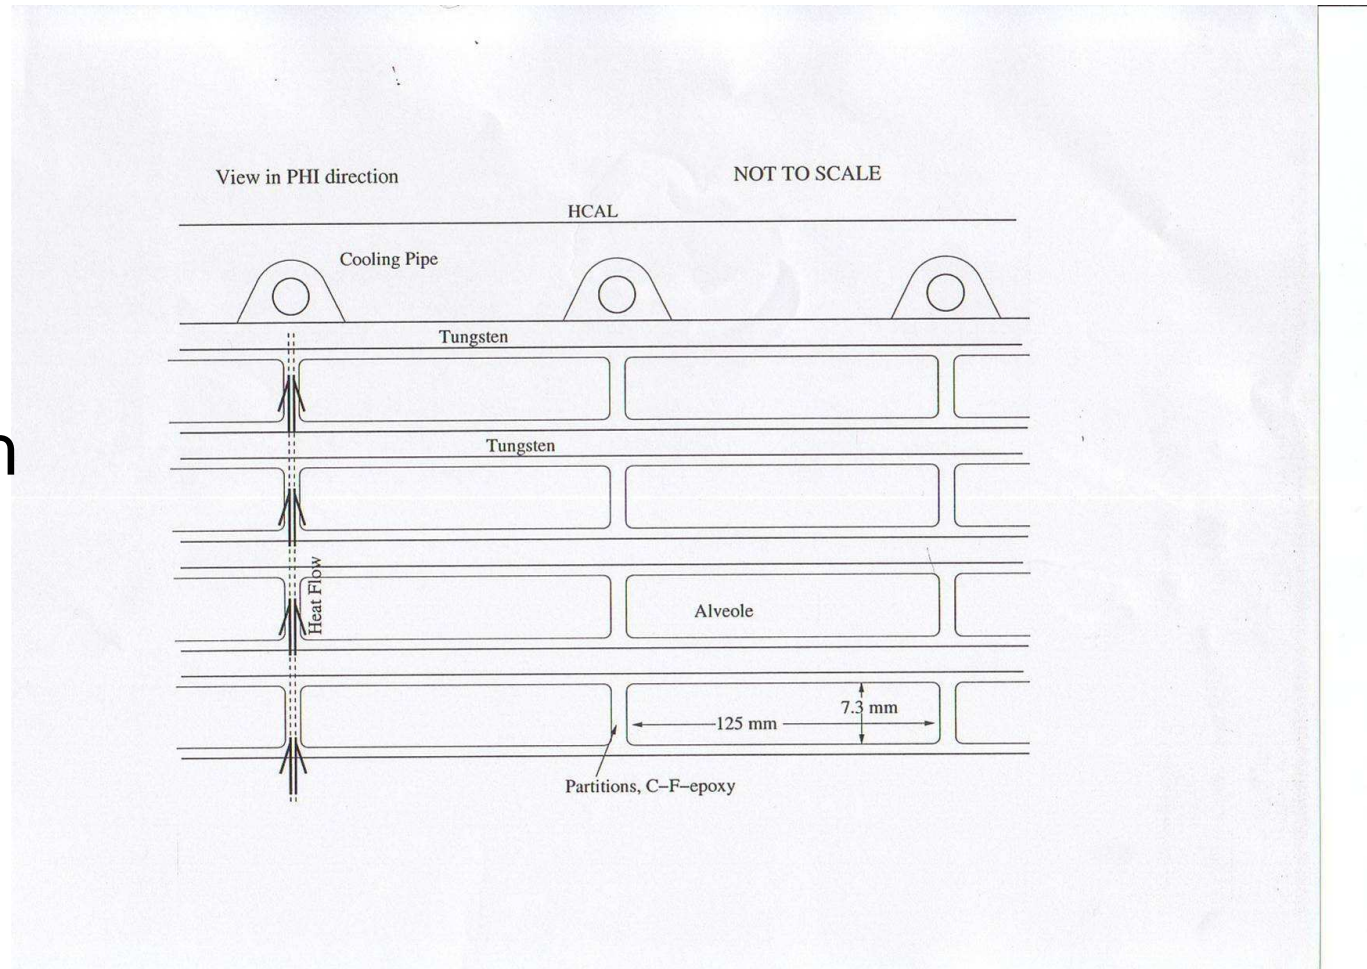 View in PHI direction
NOT TO SCALE
HCAL
Cooling Pipe
Tungsten
Tungsten
Heat Flow
Alveole
7.3 mm
125 mm
Partitions, C–F–epoxy
n